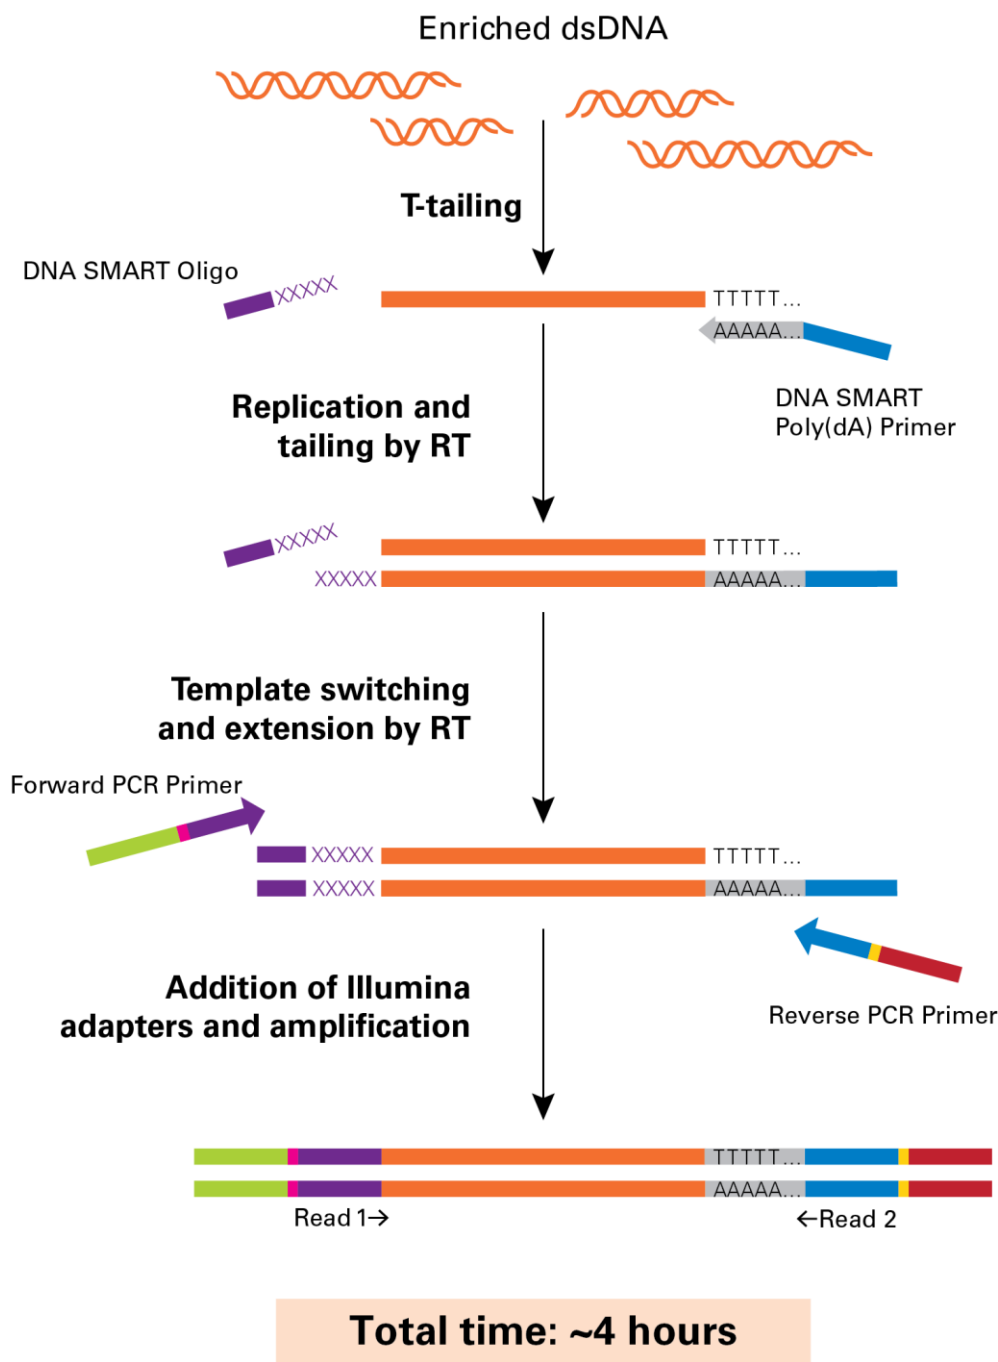 Enriched dsDNA
T-tailing
DNA SMART Oligo
XXXXX
TTTTT...
AAAAA...
DNA SMART
Poly(dA) Primer
Replication and
tailing by RT
XXXXX
TTTTT...
XXXXX
AAAAA...
Template switching
and extension by RT
Forward PCR Primer
XXXXX
TTTTT...
XXXXX
AAAAA...
Reverse PCR Primer
Addition of Illumina
adapters and amplification
TTTTT...
AAAAA...
Read 1→
←Read 2
Total time: ~4 hours